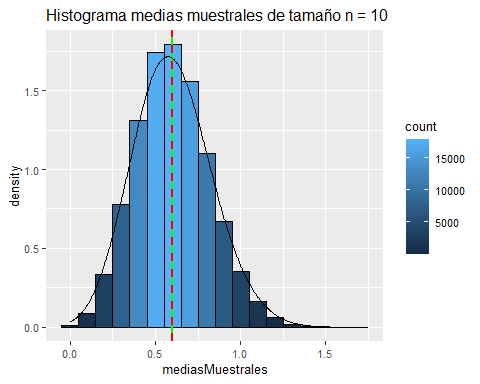 Histograma medias muestrales de tamaño n = 10
density
1.5
1.0
0.5
0.0
0.0 0.5 1.0 1.5
mediasMuestrales
count
15000
10000
5000